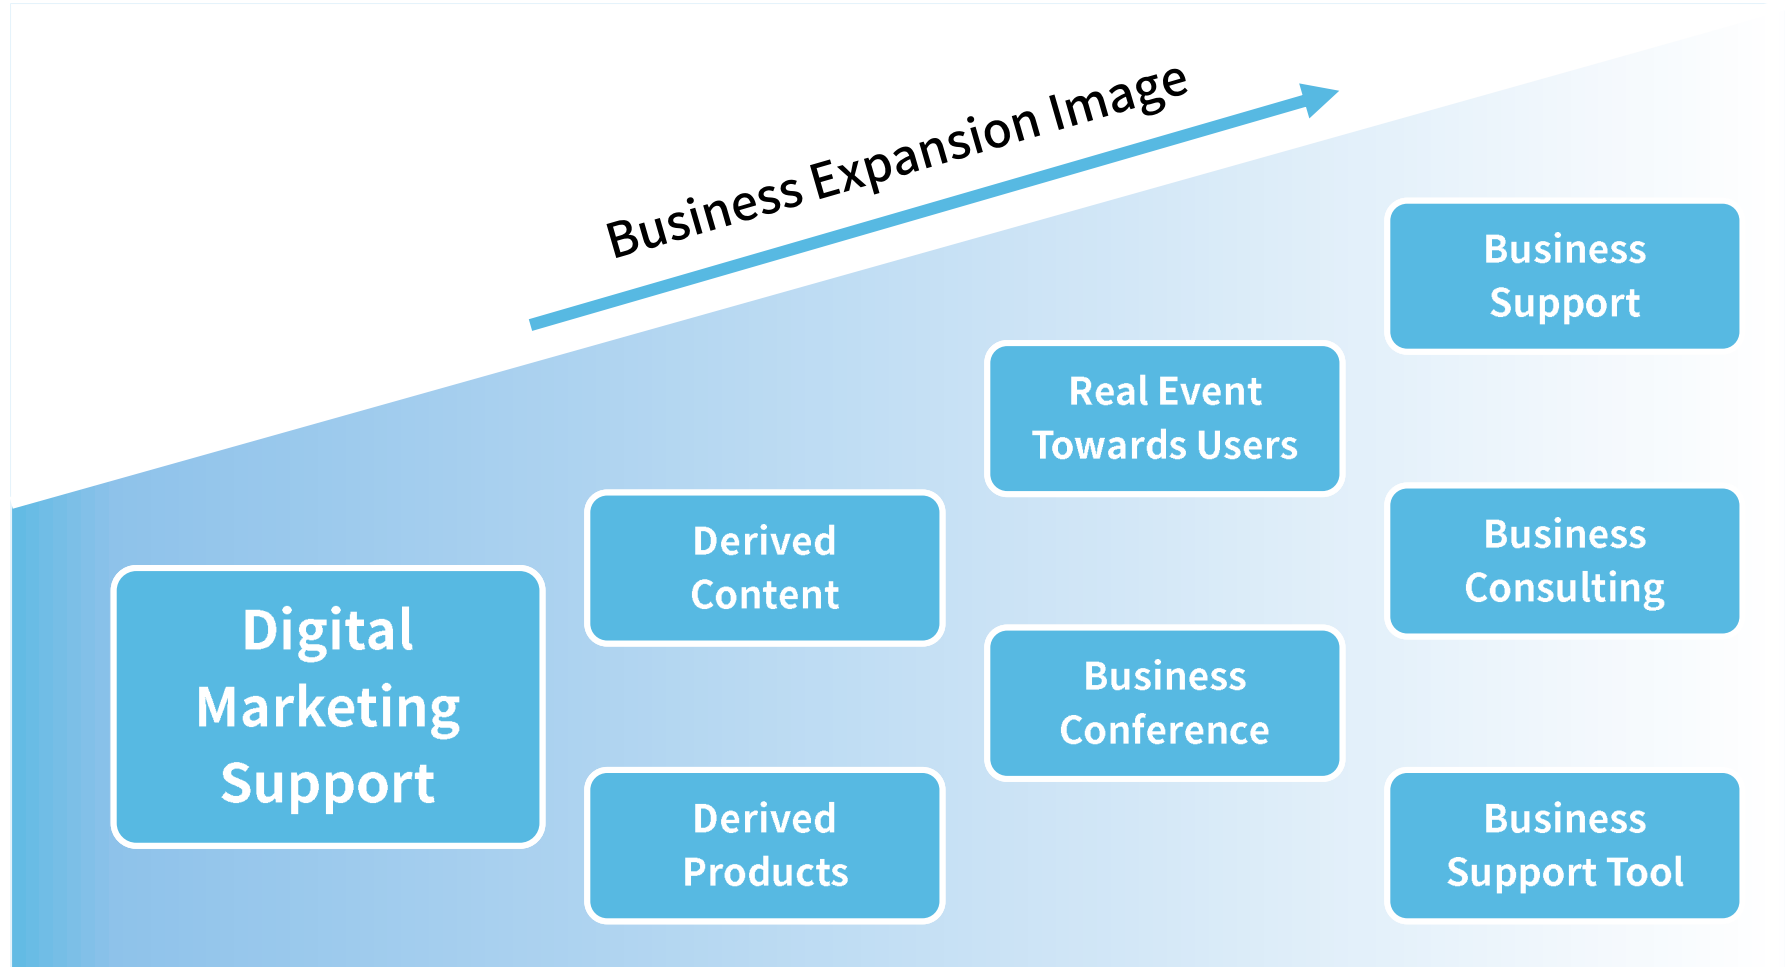 Business Expansion Image
Digital
Marketing
Support
Derived
Content
Derived
Products
Real Event
Towards Users
Business
Conference
Business
Support
Business
Consulting
Business
Support Tool